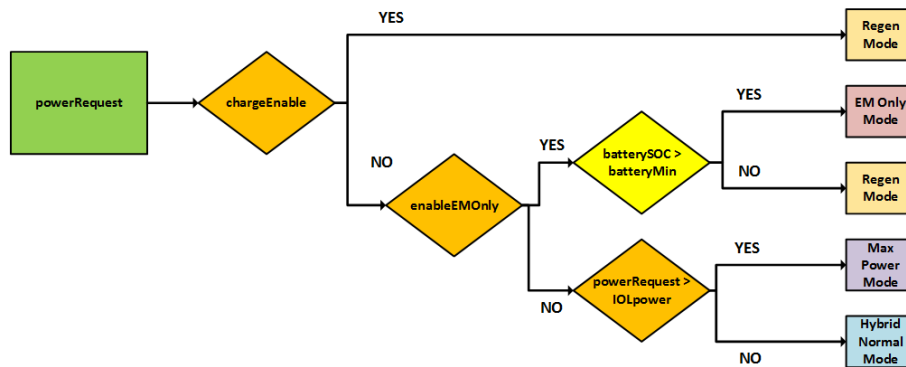 YES
Regen
Mode
powerRequest
chargeEnable
YES
EM Only
Mode
NO
YES
batterySOC >
batteryMin
NO
enableEMOnly
Regen
Mode
YES
Max
Power
Mode
powerRequest >
IOLpower
NO
Hybrid
Normal
Mode
NO